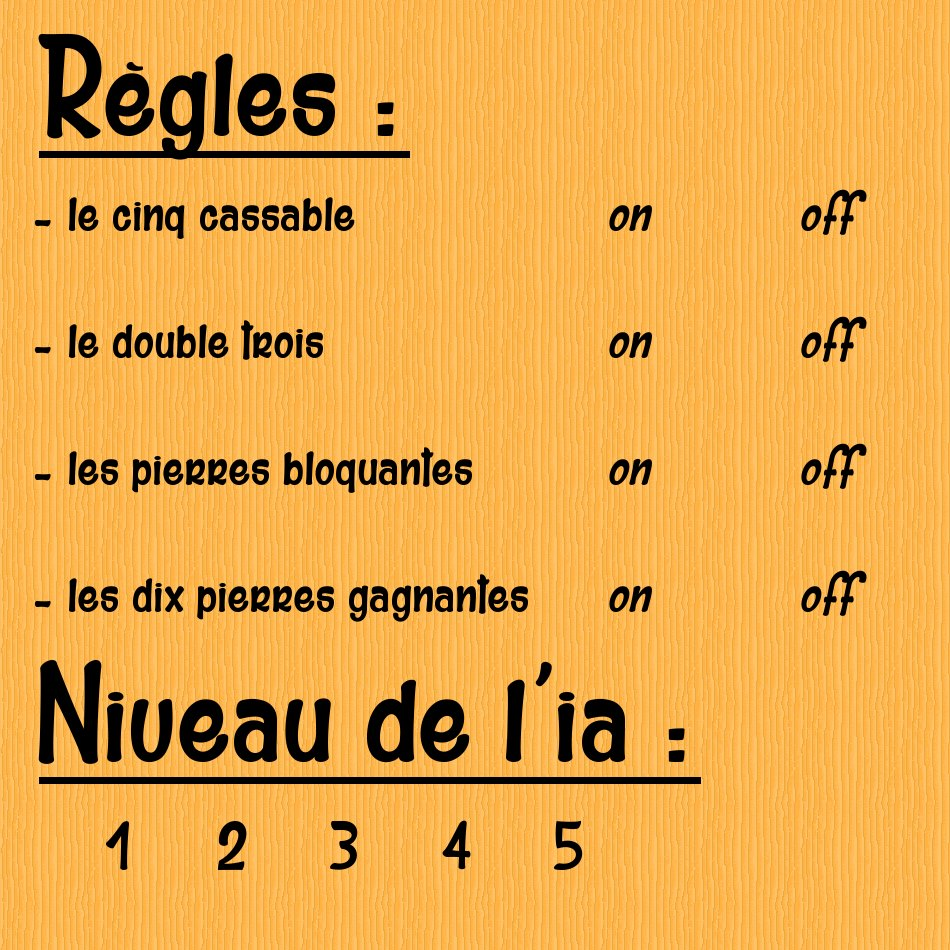 Règles :
- le cinq cassable on off
- le double trois on off
- les pierres bloquantes on off
- les dix pierres gagnantes on off
Niveau de l'ia :
1 2 3 4 5